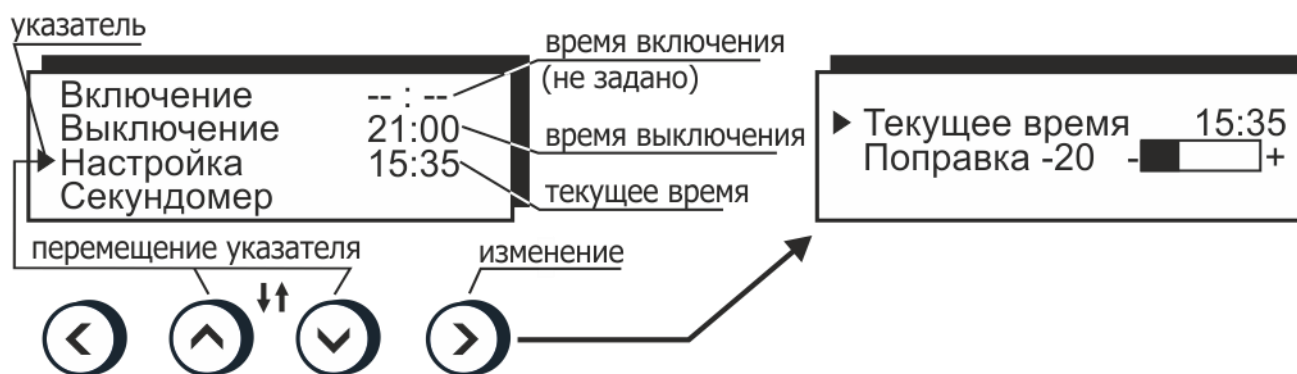 указатель
время включения
(не задано)
Включение -- : --
Выключение 21:00
время выключения
Настройка 15:35
текущее время
Секундомер
перемещение указателя
изменение
Текущее время 15:35
Поправка -20 - +